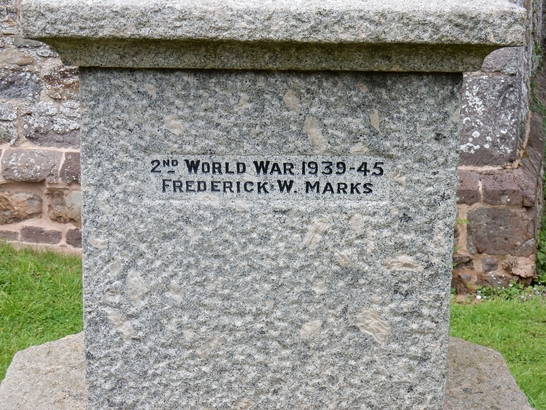 2ND WORLD WAR 1939-45
FREDERICK W. MARKS